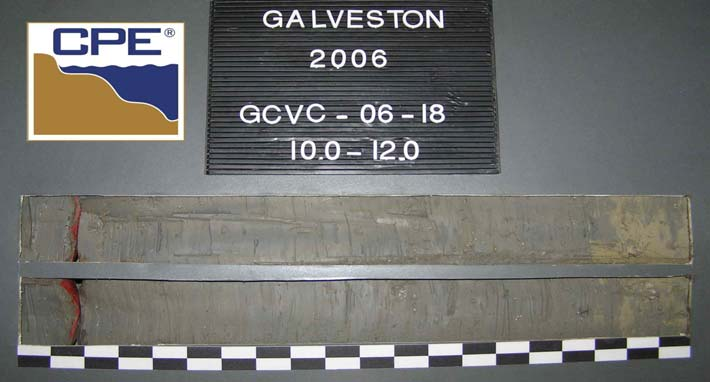 CPE®
GALVESTON
2006
GCVC - 06 - 18
10.0 - 12.0